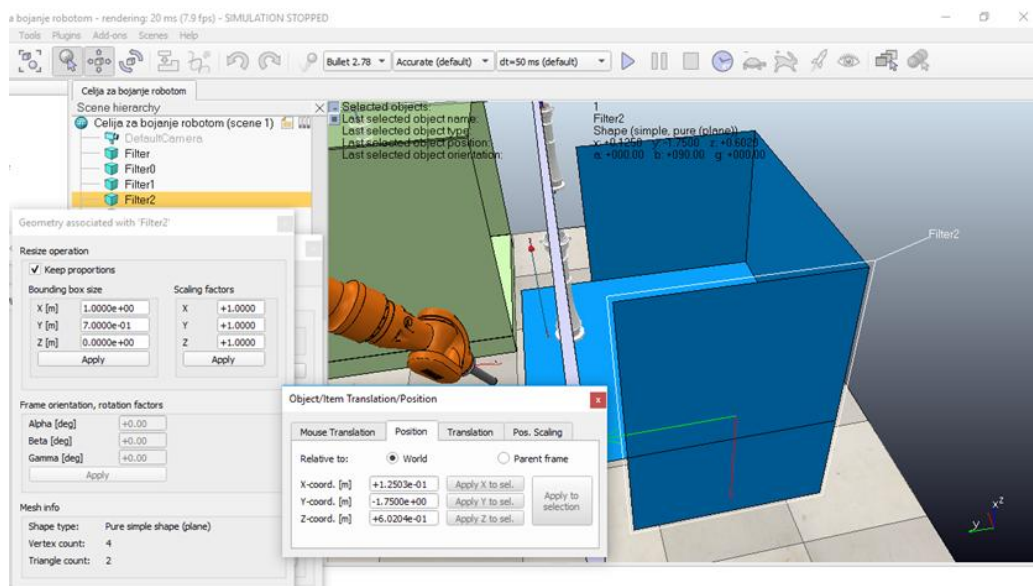 a bojanje robotom - rendering: 20 ms (7.9 fps) - SIMULATION STOPPED
Tools Plugins Add-ons Scenes Help
Bullet 2.78 Accurate (default) dt=50 ms (default)
Celija za bojanje robotom
Scene hierarchy
Celija za bojanje robotom (scene 1)
DefaultCamera
Filter
Filter0
Filter1
Filter2
Selected objects: 1
Last selected object name: Filter2
Last selected object type: Shape (simple, pure (plane))
Last selected object position: x: +0.1250 y: -1.7500 z: +0.6020
Last selected object orientation: a: +000.00 b: +090.00 g: +000.00
Filter2
Geometry associated with 'Filter2'
Resize operation
Keep proportions
Bounding box size Scaling factors
X [m] 1.0000e+00 X +1.0000
Y [m] 7.0000e-01 Y +1.0000
Z [m] 0.0000e+00 Z +1.0000
Apply Apply
Frame orientation, rotation factors
Alpha [deg] +0.00
Beta [deg] +0.00
Gamma [deg] +0.00
Apply
Mesh info
Shape type: Pure simple shape (plane)
Vertex count: 4
Triangle count: 2
Object/Item Translation/Position
Mouse Translation Position Translation Pos. Scaling
Relative to: World Parent frame
X-coord. [m] +1.2503e-01 Apply X to sel.
Y-coord. [m] -1.7500e+00 Apply Y to sel.
Z-coord. [m] +6.0204e-01 Apply Z to sel.
Apply to
selection
x z
y